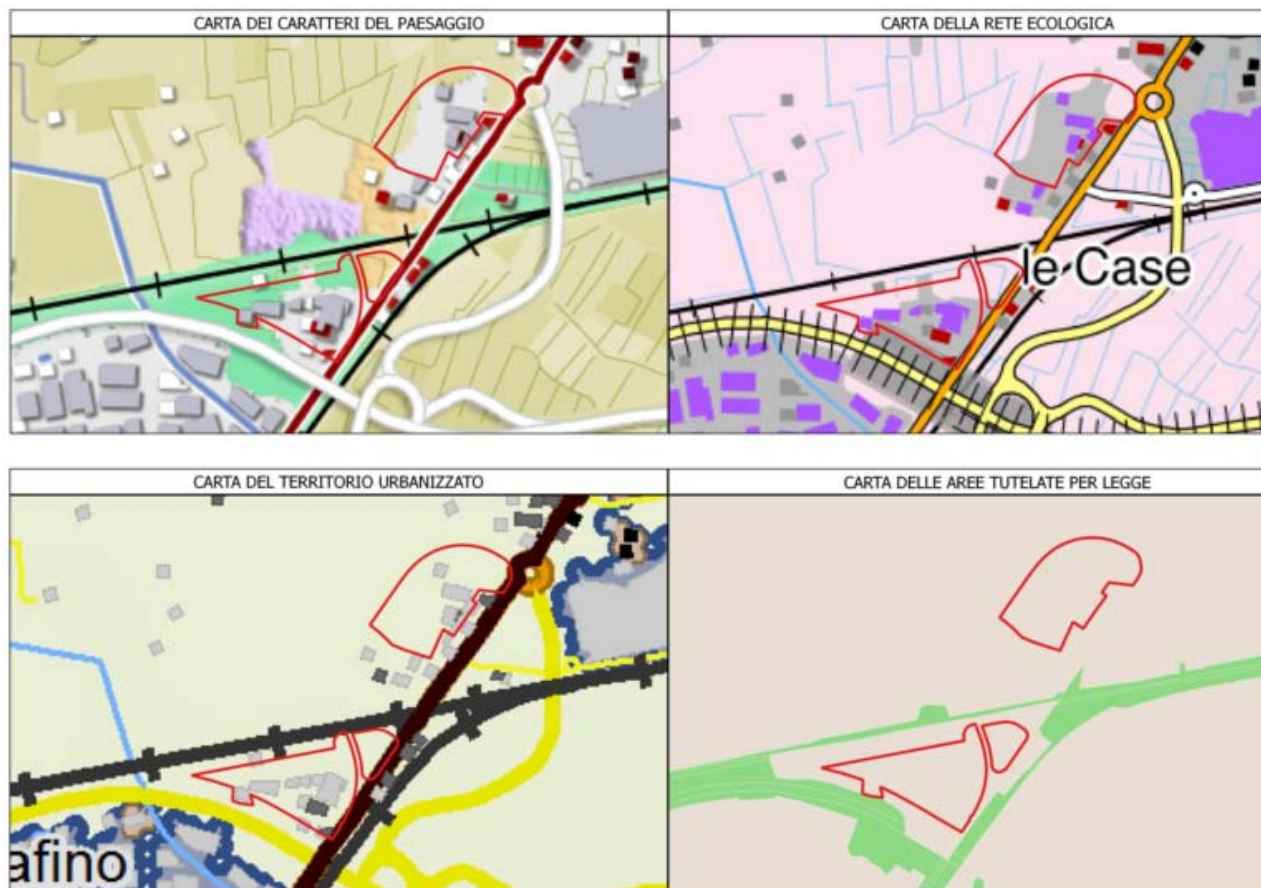 CARTA DEI CARATTERI DEL PAESAGGIO
CARTA DELLA RETE ECOLOGICA
le Case
CARTA DEL TERRITORIO URBANIZZATO
CARTA DELLE AREE TUTELATE PER LEGGE
afino